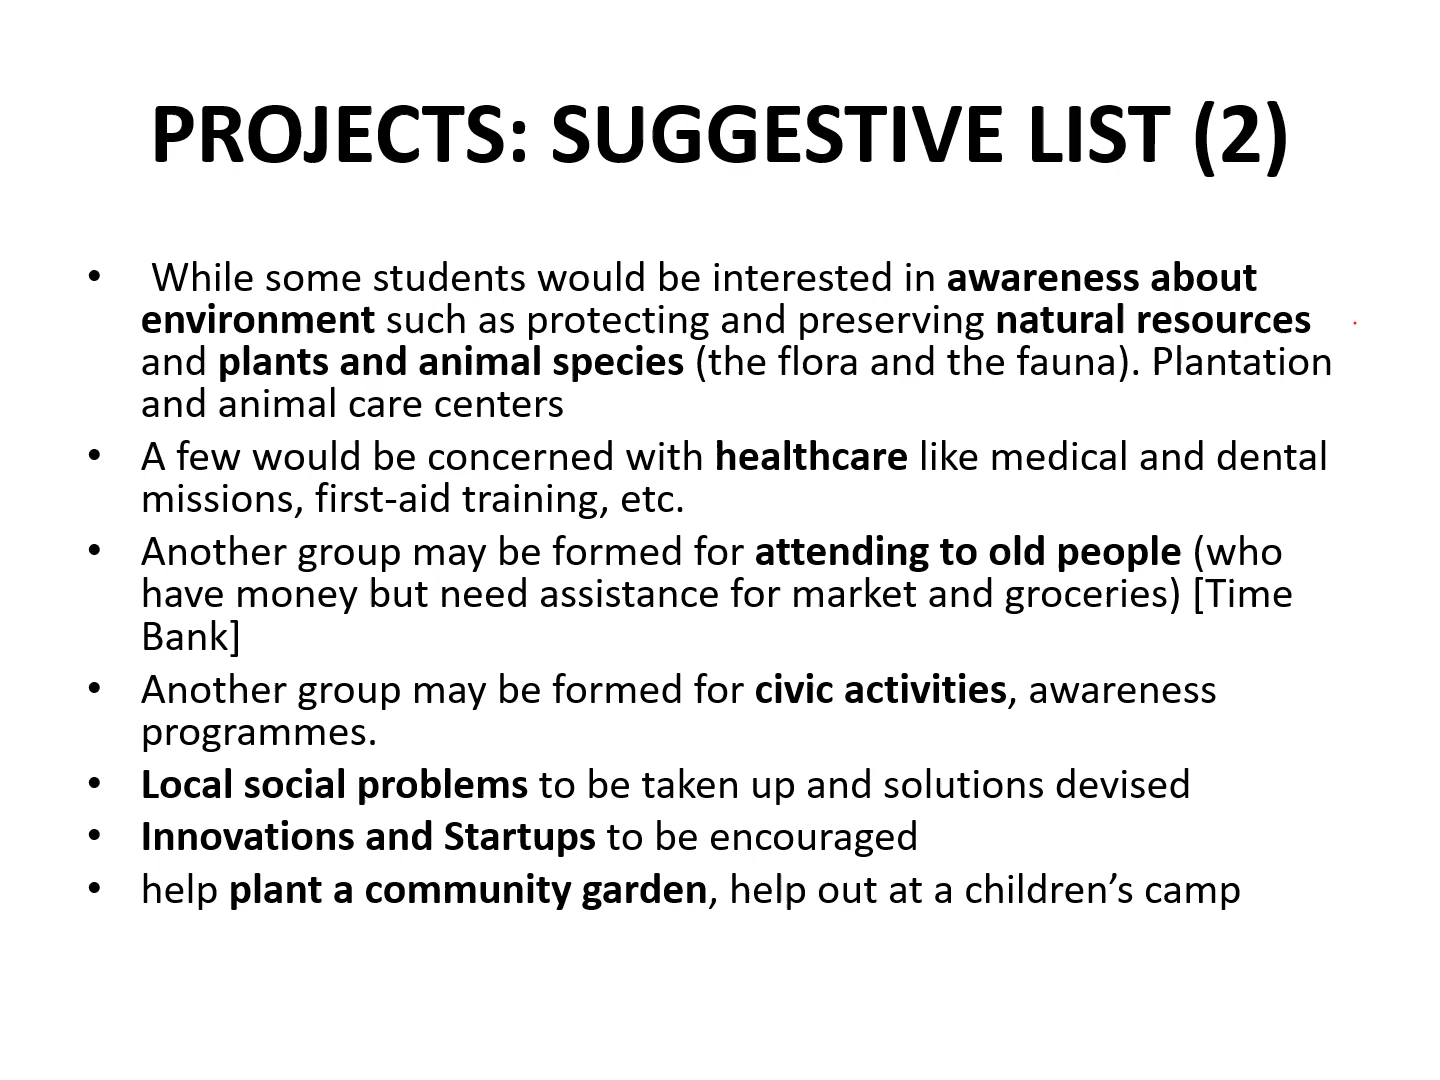 PROJECTS: SUGGESTIVE LIST (2)
• While some students would be interested in awareness about
environment such as protecting and preserving natural resources
and plants and animal species (the flora and the fauna). Plantation
and animal care centers
• A few would be concerned with healthcare like medical and dental
missions, first-aid training, etc.
• Another group may be formed for attending to old people (who
have money but need assistance for market and groceries) [Time
Bank]
• Another group may be formed for civic activities, awareness
programmes.
• Local social problems to be taken up and solutions devised
• Innovations and Startups to be encouraged
• help plant a community garden, help out at a children’s camp